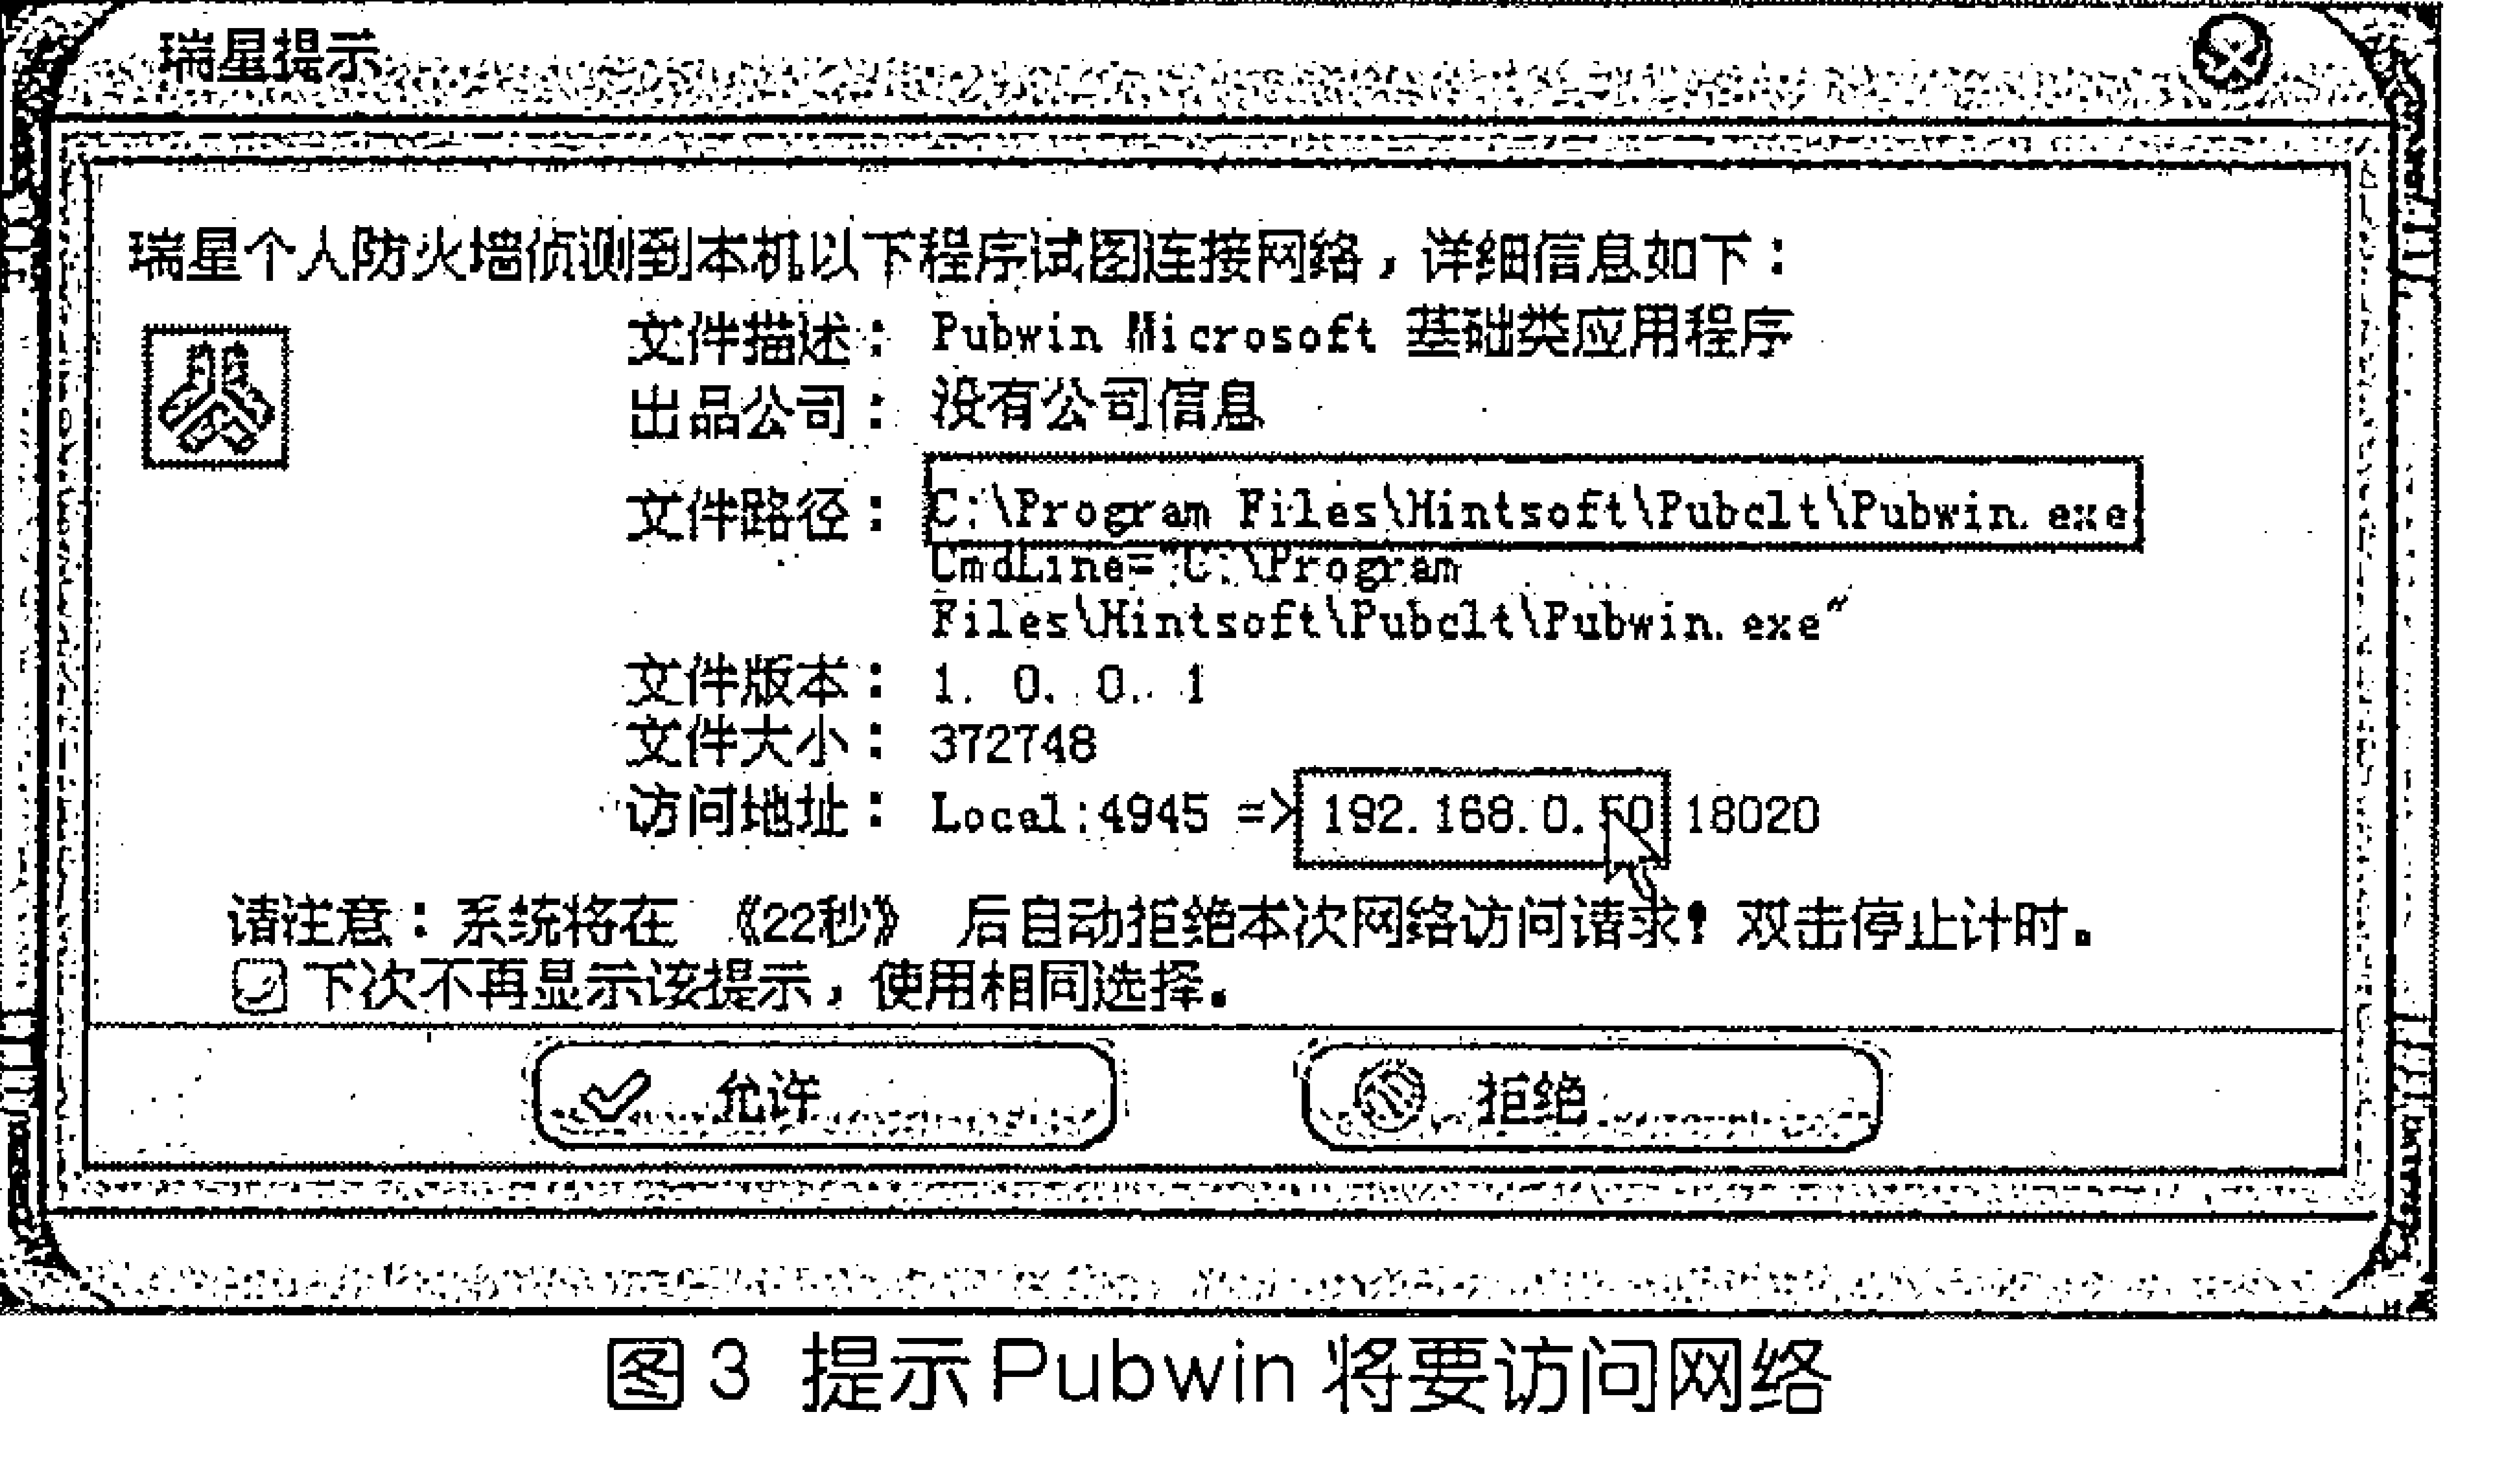 瑞星提示
瑞星个人防火墙侦测到本机以下程序试图连接网络，详细信息如下：
文件描述： Pubwin Microsoft 基础类应用程序
出品公司： 没有公司信息
文件路径： C:\Program Files\Hintsoft\Pubclt\Pubwin.exe
CmdLine="C:\Program
Files\Hintsoft\Pubclt\Pubwin.exe"
文件版本： 1. 0. 0. 1
文件大小： 372748
访问地址： Local:4945 => 192.168.0.50 18020
请注意：系统将在 《22秒》 后自动拒绝本次网络访问请求！双击停止计时。
下次不再显示该提示，使用相同选择。
允许 拒绝
图3 提示Pubwin将要访问网络